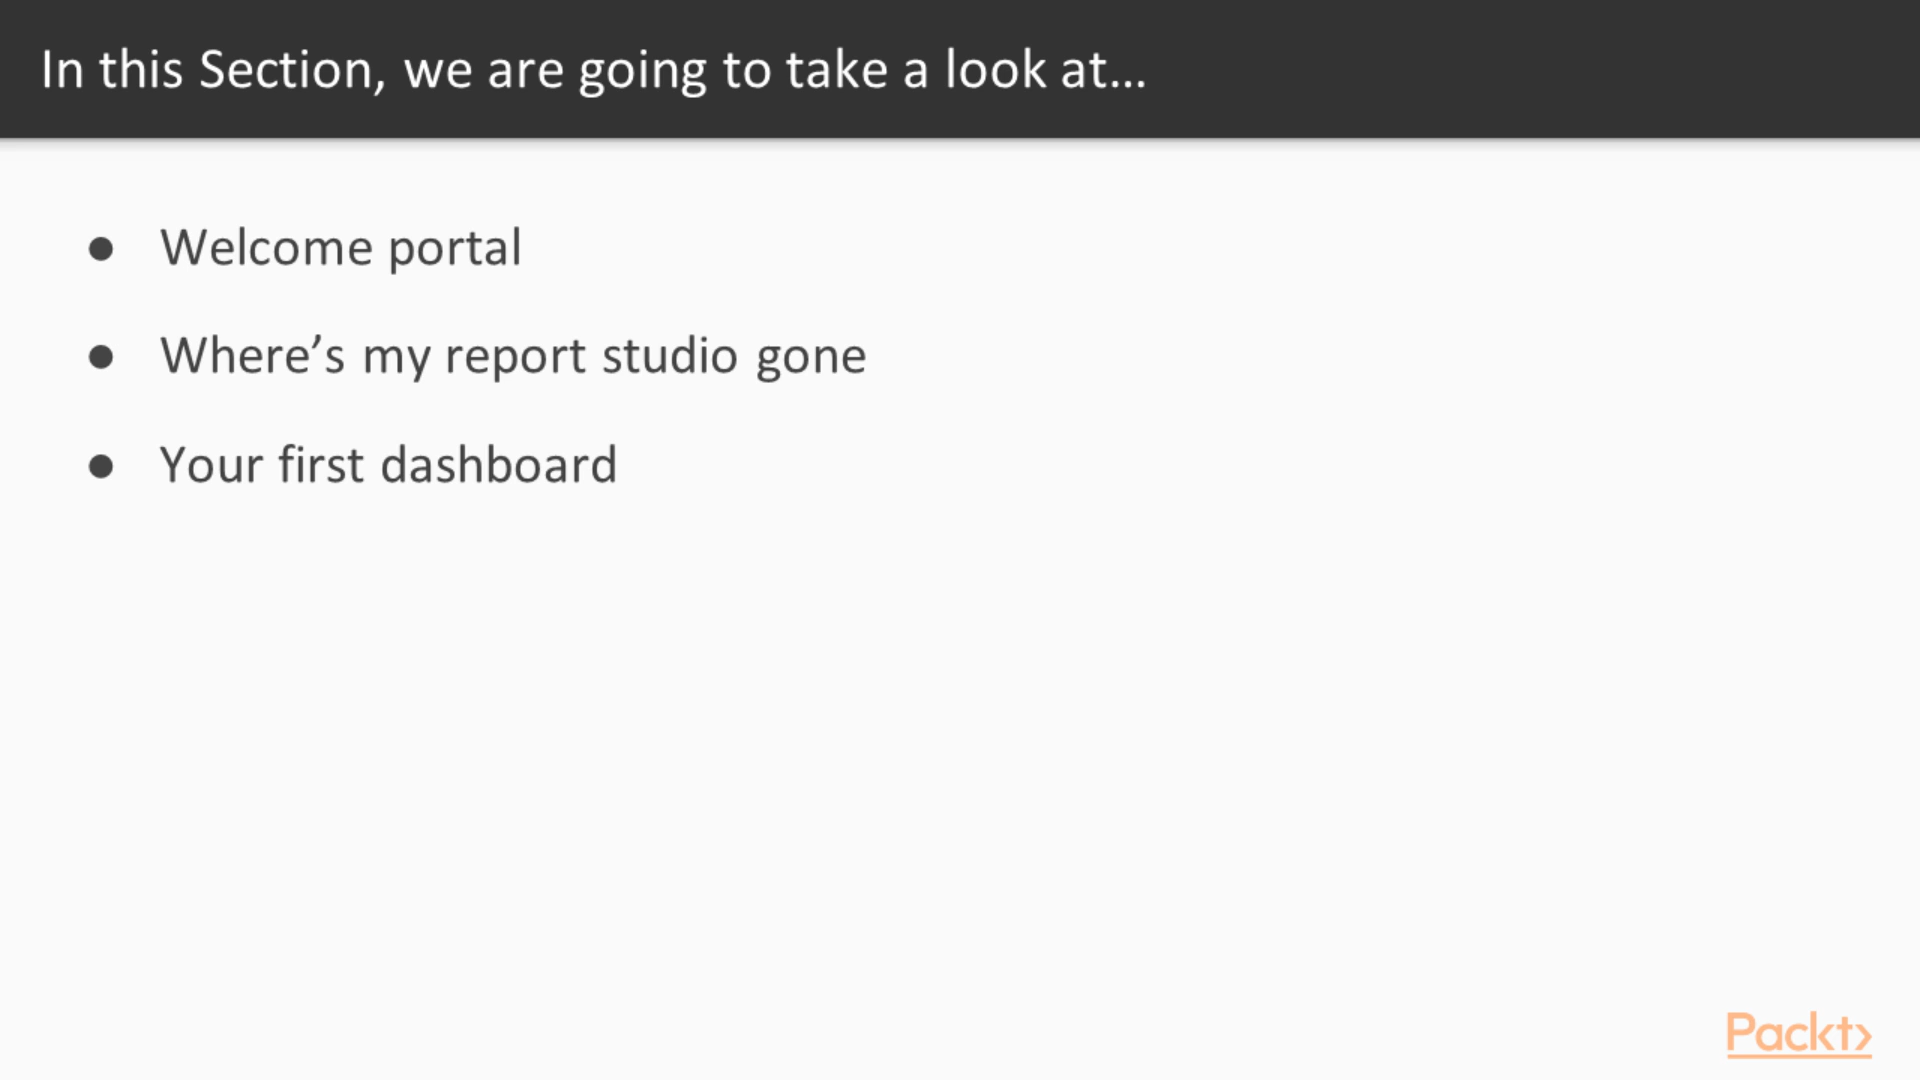 In this Section, we are going to take a look at...
● Welcome portal
● Where’s my report studio gone
● Your first dashboard
Packt>